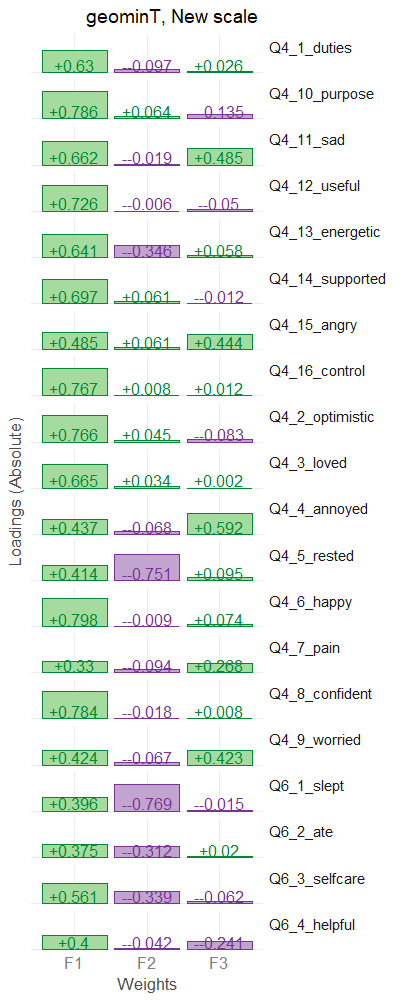 geominT, New scale
Q4_1_duties
+0.63 --0.097 +0.026
Q4_10_purpose
+0.786 +0.064 --0.135
Q4_11_sad
+0.662 --0.019 +0.485
Q4_12_useful
+0.726 --0.006 --0.05
Q4_13_energetic
+0.641 --0.346 +0.058
Q4_14_supported
+0.697 +0.061 --0.012
Q4_15_angry
+0.485 +0.061 +0.444
Q4_16_control
+0.767 +0.008 +0.012
Q4_2_optimistic
+0.766 +0.045 --0.083
Q4_3_loved
+0.665 +0.034 +0.002
Q4_4_annoyed
+0.437 --0.068 +0.592
Q4_5_rested
+0.414 --0.751 +0.095
Q4_6_happy
+0.798 --0.009 +0.074
Q4_7_pain
+0.33 --0.094 +0.268
Q4_8_confident
+0.784 --0.018 +0.008
Q4_9_worried
+0.424 --0.067 +0.423
Q6_1_slept
+0.396 --0.769 --0.015
Q6_2_ate
+0.375 --0.312 +0.02
Q6_3_selfcare
+0.561 --0.339 --0.062
Q6_4_helpful
+0.4 --0.042 --0.241
F1 F2 F3
Weights
Loadings (Absolute)